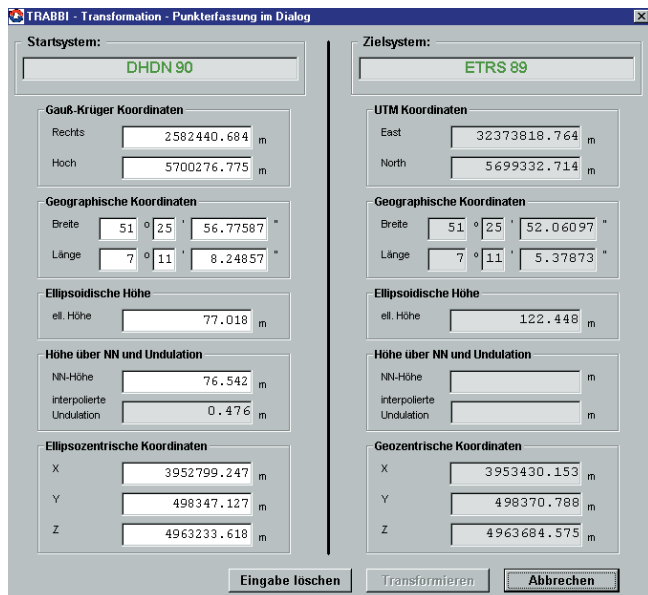 TRABBI - Transformation - Punkterfassung im Dialog
Startsystem:
DHDN 90
Gauß-Krüger Koordinaten
Rechts 2582440.684 m
Hoch 5700276.775 m
Geographische Koordinaten
Breite 51 ° 25 ' 56.77587 "
Länge 7 ° 11 ' 8.24857 "
Ellipsoidische Höhe
ell. Höhe 77.018 m
Höhe über NN und Undulation
NN-Höhe 76.542 m
interpolierte
Undulation 0.476 m
Ellipsozentrische Koordinaten
X 3952799.247 m
Y 498347.127 m
Z 4963233.618 m
Zielsystem:
ETRS 89
UTM Koordinaten
East 32373818.764 m
North 5699332.714 m
Geographische Koordinaten
Breite 51 ° 25 ' 52.06097 "
Länge 7 ° 11 ' 5.37873 "
Ellipsoidische Höhe
ell. Höhe 122.448 m
Höhe über NN und Undulation
NN-Höhe m
interpolierte
Undulation m
Geozentrische Koordinaten
X 3953430.153 m
Y 498370.788 m
Z 4963684.575 m
Eingabe löschen Transformieren Abbrechen